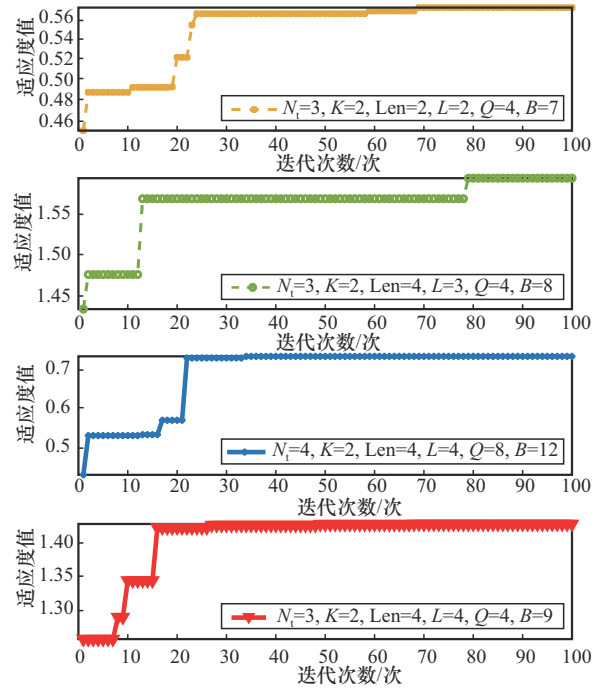 适应度值
0.56
0.54
0.52
0.50
0.48
0.46
Nt=3, K=2, Len=2, L=2, Q=4, B=7
0 10 20 30 40 50 60 70 80 90 100
迭代次数/次
适应度值
1.55
1.50
1.45
Nt=3, K=2, Len=4, L=3, Q=4, B=8
0 10 20 30 40 50 60 70 80 90 100
迭代次数/次
适应度值
0.7
0.6
0.5
Nt=4, K=2, Len=4, L=4, Q=8, B=12
0 10 20 30 40 50 60 70 80 90 100
迭代次数/次
适应度值
1.40
1.35
1.30
Nt=3, K=2, Len=4, L=4, Q=4, B=9
0 10 20 30 40 50 60 70 80 90 100
迭代次数/次